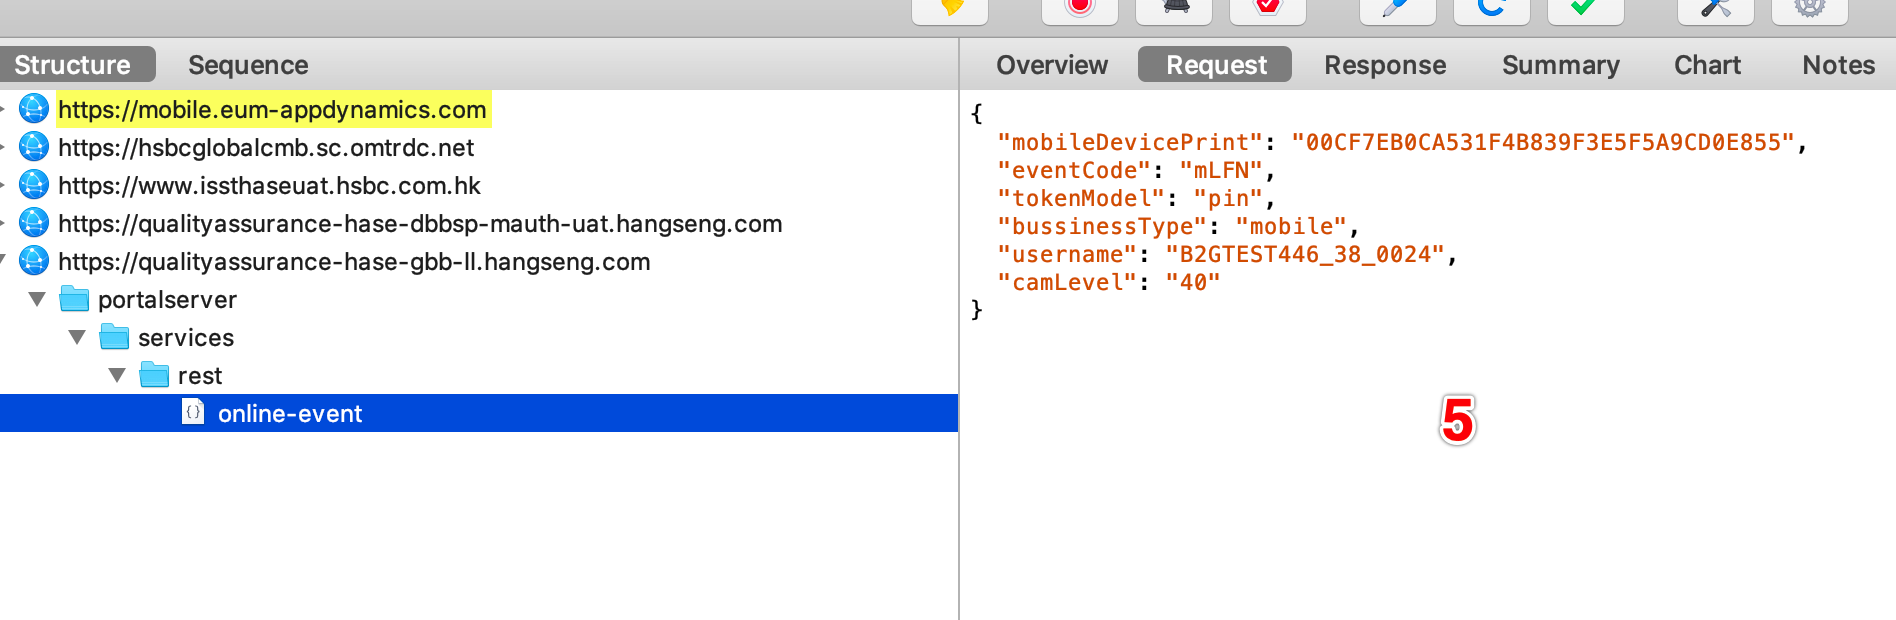 Structure Sequence
https://mobile.eum-appdynamics.com
https://hsbcglobalcmb.sc.omtrdc.net
https://www.issthaseuat.hsbc.com.hk
https://qualityassurance-hase-dbbsp-mauth-uat.hangseng.com
https://qualityassurance-hase-gbb-ll.hangseng.com
portalserver
services
rest
{} online-event
Overview Request Response Summary Chart Notes
{
"mobileDevicePrint": "00CF7EB0CA531F4B839F3E5F5A9CD0E855",
"eventCode": "mLFN",
"tokenModel": "pin",
"bussinessType": "mobile",
"username": "B2GTEST446_38_0024",
"camLevel": "40"
}
5